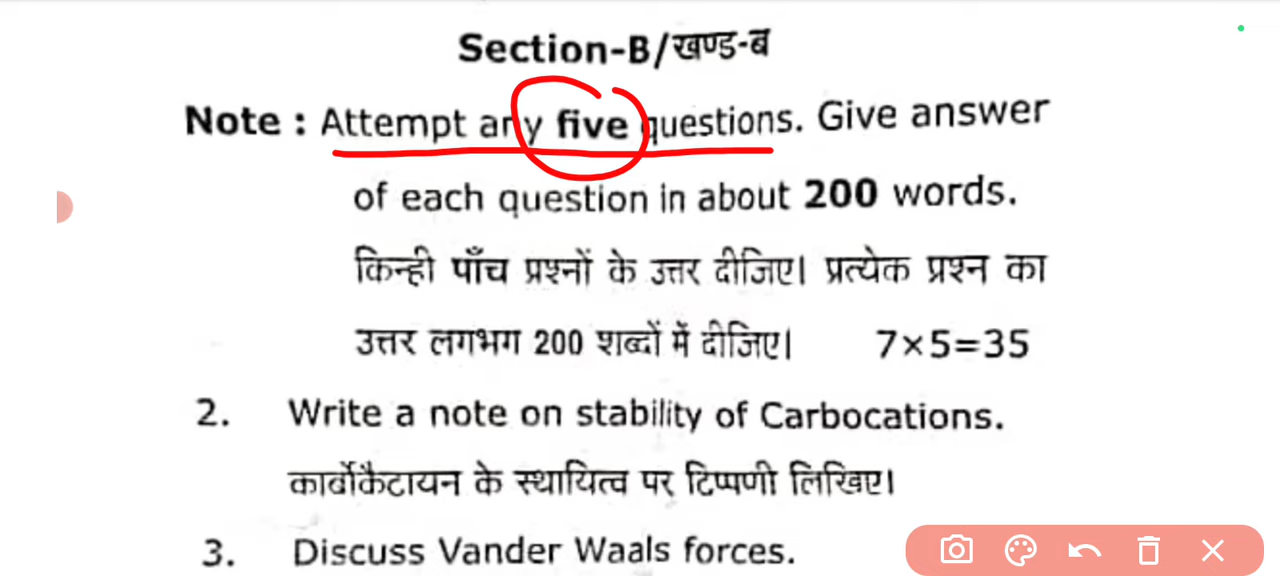 Section-B/खण्ड-ब
Note : Attempt any five questions. Give answer
of each question in about 200 words.
किन्ही पाँच प्रश्नों के उत्तर दीजिए। प्रत्येक प्रश्न का
उत्तर लगभग 200 शब्दों में दीजिए। 7×5=35
2. Write a note on stability of Carbocations.
कार्बोकैटायन के स्थायित्व पर टिप्पणी लिखिए।
3. Discuss Vander Waals forces.